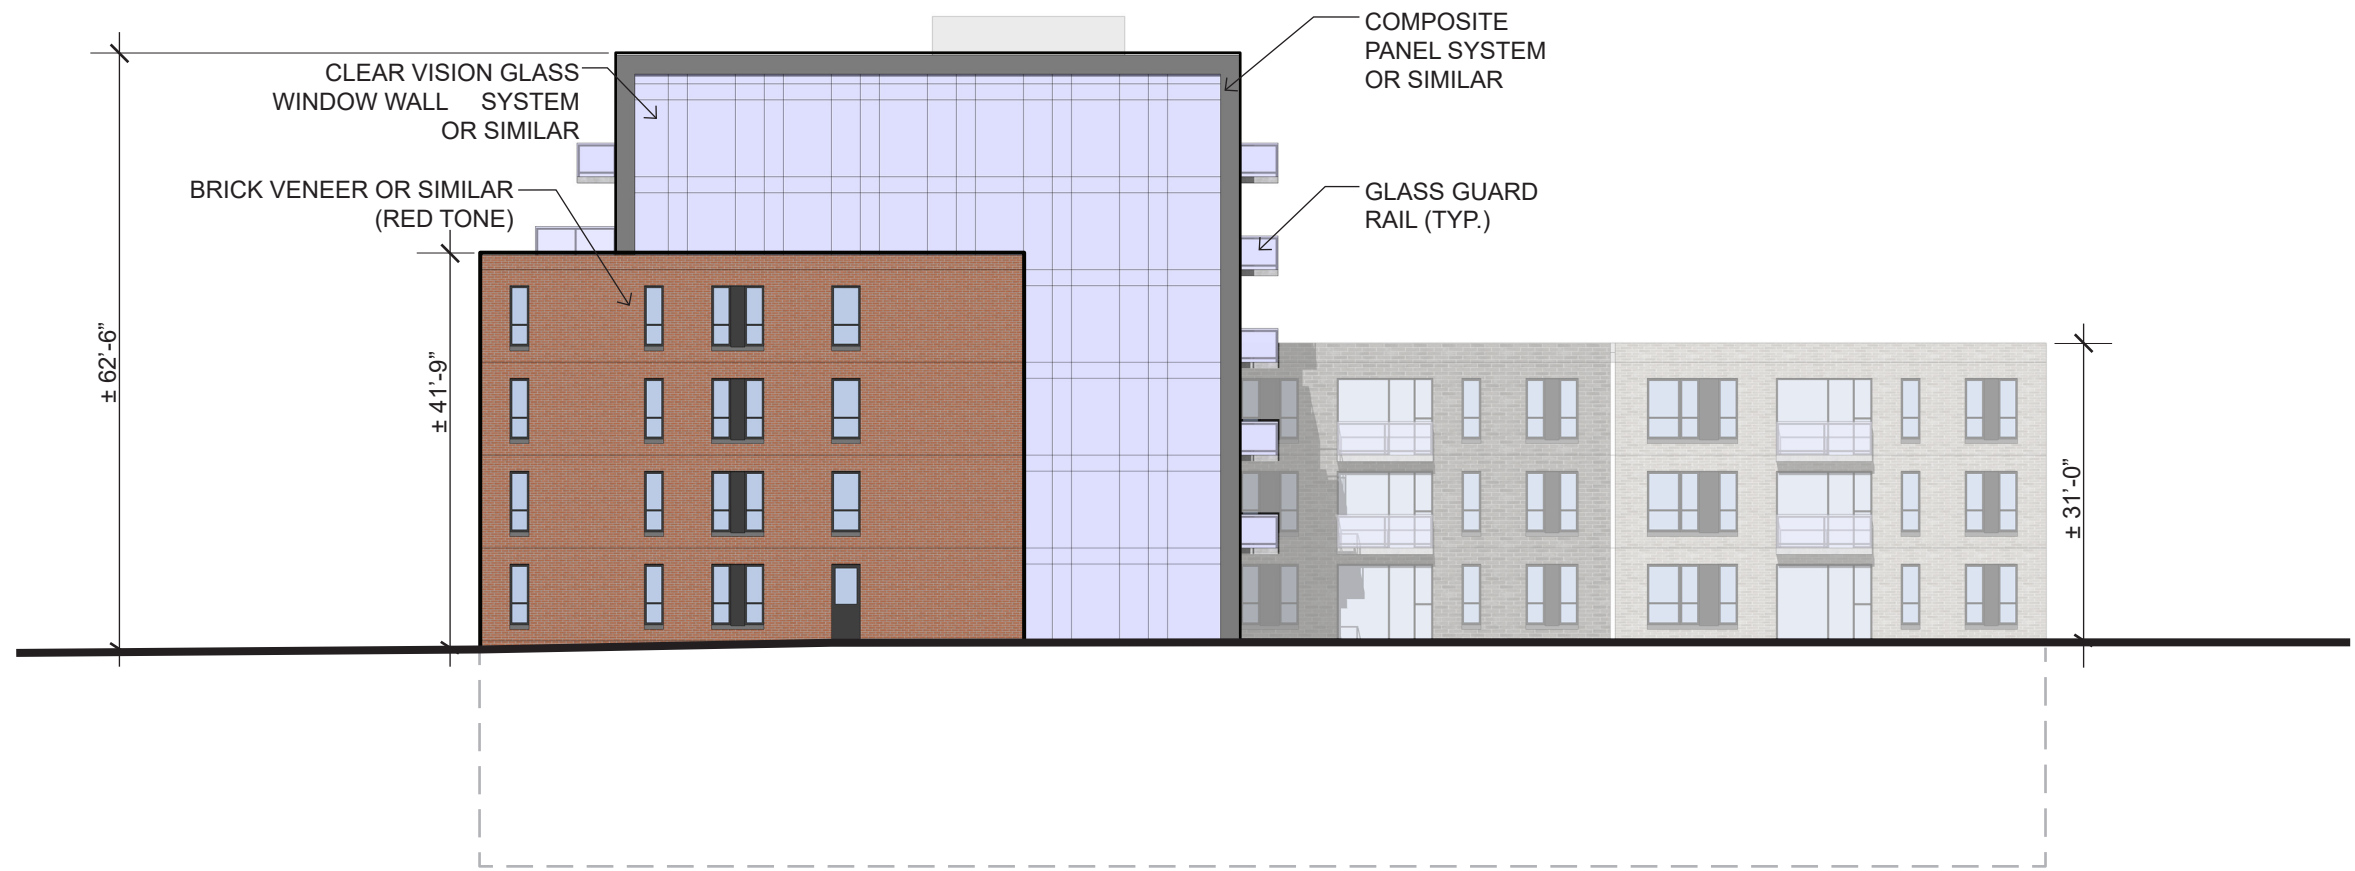 COMPOSITE
PANEL SYSTEM
OR SIMILAR
CLEAR VISION GLASS
WINDOW WALL SYSTEM
OR SIMILAR
BRICK VENEER OR SIMILAR
(RED TONE)
GLASS GUARD
RAIL (TYP.)
± 62’-6”
± 41’-9”
± 31’-0”